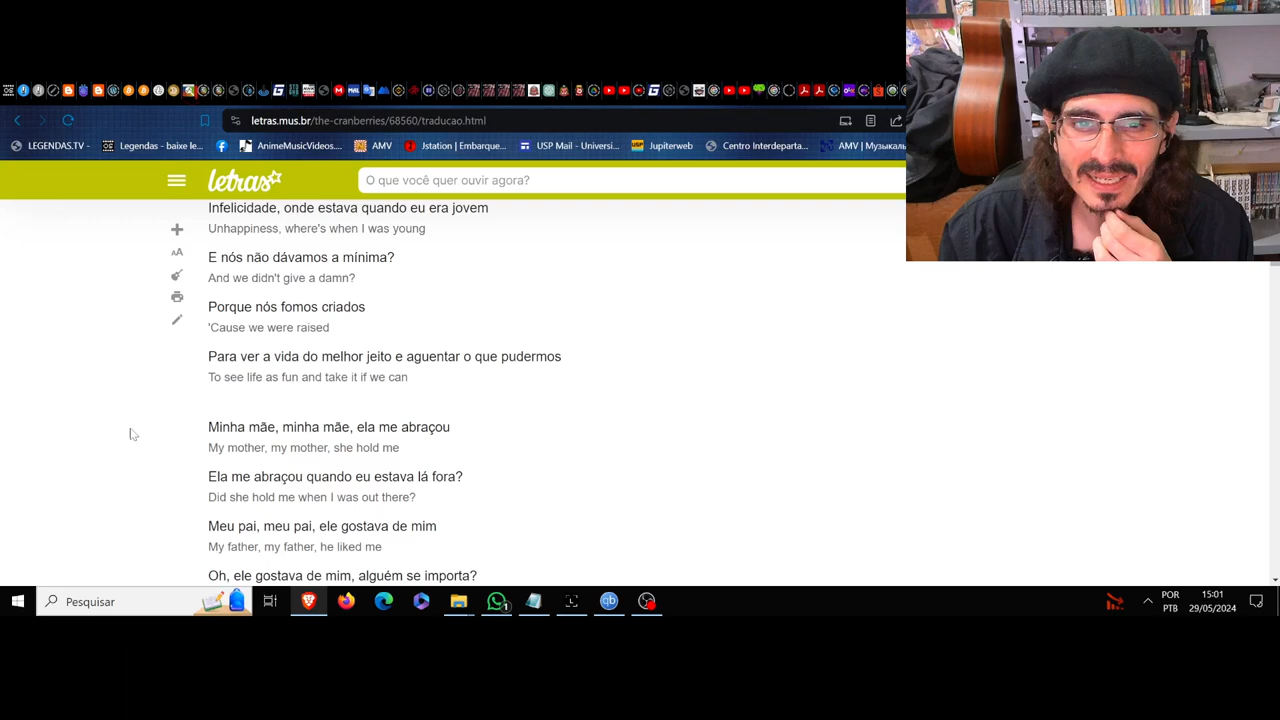 letras.mus.br/the-cranberries/68560/traducao.html
LEGENDAS.TV -
Legendas - baixe le...
AnimeMusicVideos....
AMV
Jstation | Embarque...
USP Mail - Universi...
Jupiterweb
Centro Interdeparta...
AMV | Музыкаль
letras
O que você quer ouvir agora?
Infelicidade, onde estava quando eu era jovem
Unhappiness, where's when I was young
E nós não dávamos a mínima?
And we didn't give a damn?
Porque nós fomos criados
'Cause we were raised
Para ver a vida do melhor jeito e aguentar o que pudermos
To see life as fun and take it if we can
Minha mãe, minha mãe, ela me abraçou
My mother, my mother, she hold me
Ela me abraçou quando eu estava lá fora?
Did she hold me when I was out there?
Meu pai, meu pai, ele gostava de mim
My father, my father, he liked me
Oh, ele gostava de mim, alguém se importa?
Pesquisar
POR
PTB
15:01
29/05/2024